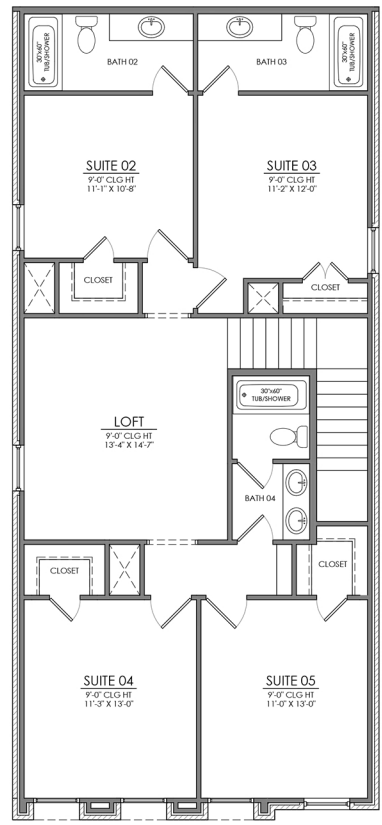 30"x60"
TUB/SHOWER
BATH 02
BATH 03
30"x60"
TUB/SHOWER
SUITE 02
9'-0" CLG HT
11'-1" X 10'-8"
SUITE 03
9'-0" CLG HT
11'-2" X 12'-0"
CLOSET
CLOSET
30"x60"
TUB/SHOWER
LOFT
9'-0" CLG HT
13'-4" X 14'-7"
BATH 04
CLOSET
CLOSET
SUITE 04
9'-0" CLG HT
11'-3" X 13'-0"
SUITE 05
9'-0" CLG HT
11'-0" X 13'-0"